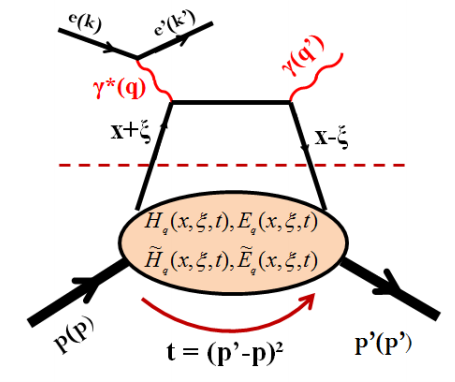 e(k)
e'(k')
γ*(q)
γ(q')
x+ξ
x-ξ
H_q(x,ξ,t),E_q(x,ξ,t)
H̃_q(x,ξ,t),Ẽ_q(x,ξ,t)
p(p)
t = (p'-p)²
p'(p')